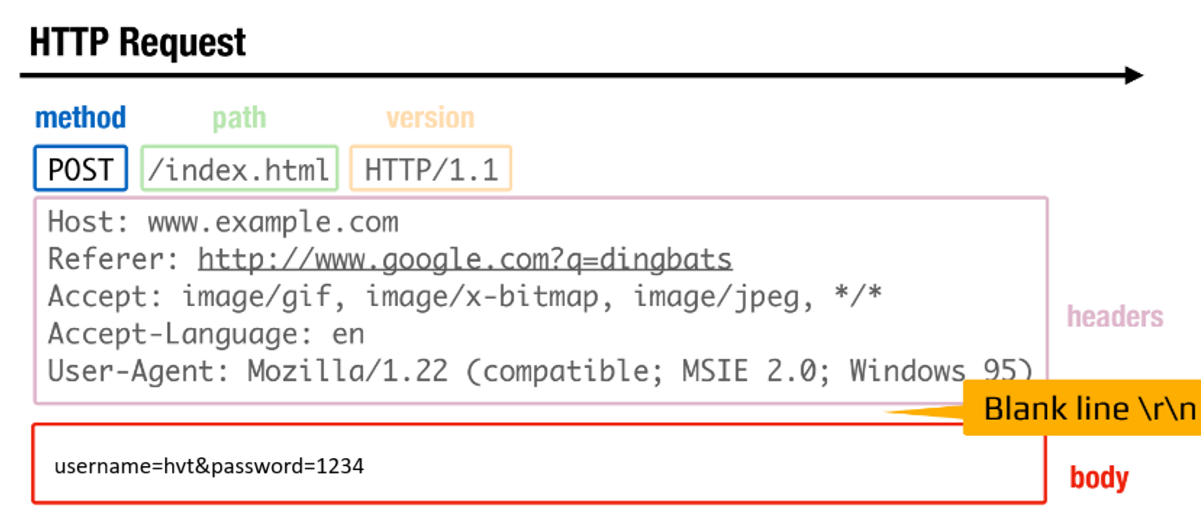 HTTP Request
method path version
POST /index.html HTTP/1.1
Host: www.example.com
Referer: http://www.google.com?q=dingbats
Accept: image/gif, image/x-bitmap, image/jpeg, */*
Accept-Language: en
User-Agent: Mozilla/1.22 (compatible; MSIE 2.0; Windows 95)
headers
Blank line \r\n
username=hvt&password=1234
body